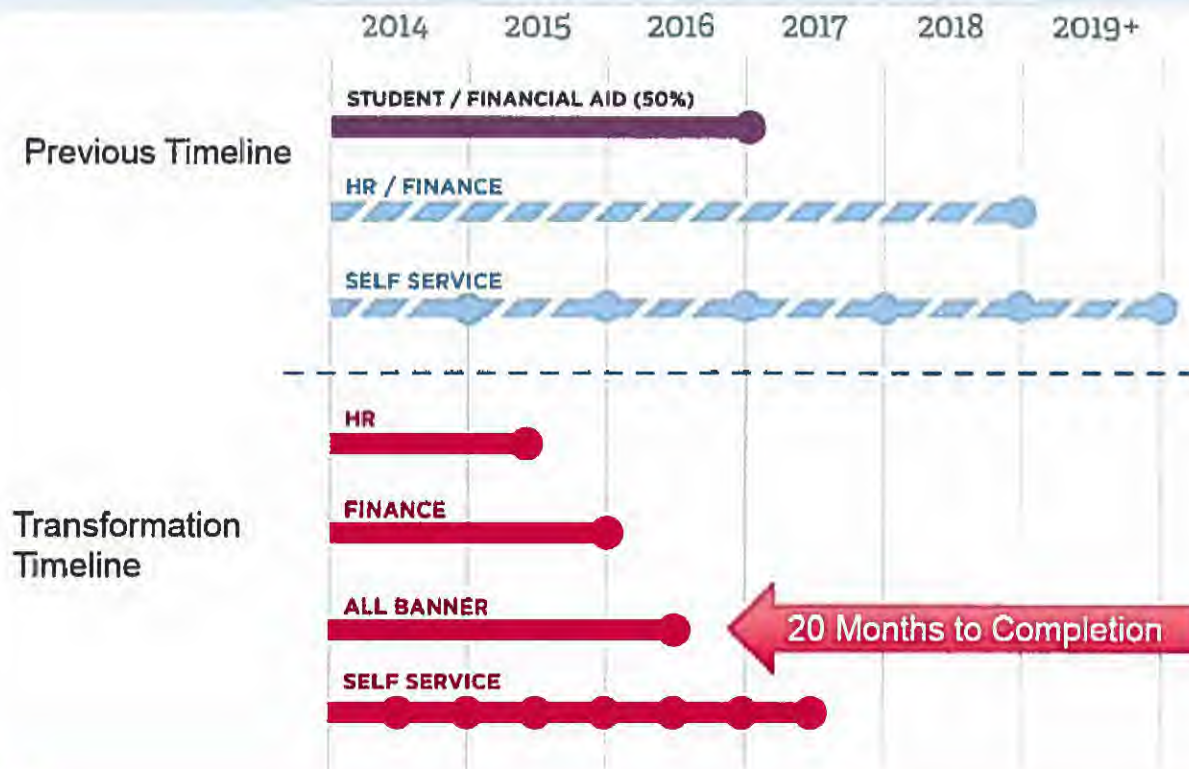 2014 2015 2016 2017 2018 2019+
STUDENT / FINANCIAL AID (50%)
Previous Timeline
HR / FINANCE
SELF SERVICE
HR
FINANCE
Transformation
Timeline
ALL BANNER
20 Months to Completion
SELF SERVICE